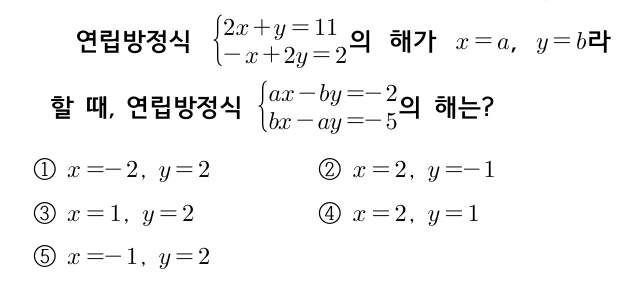 연립방정식 {2x+y=11, -x+2y=2 의 해가 x=a, y=b라
할 때, 연립방정식 {ax-by=-2, bx-ay=-5 의 해는?
① x=-2, y=2 ② x=2, y=-1
③ x=1, y=2 ④ x=2, y=1
⑤ x=-1, y=2